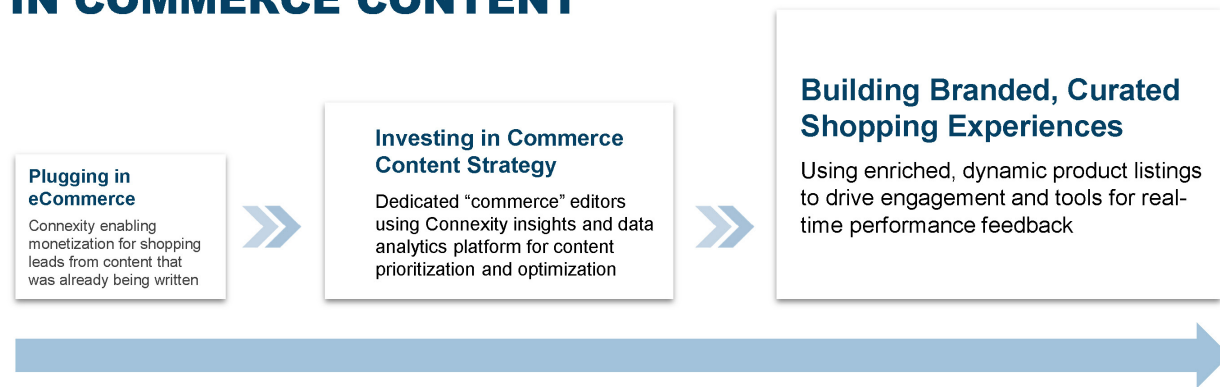 IN COMMERCE CONTENT
Plugging in
eCommerce
Connexity enabling
monetization for shopping
leads from content that
was already being written
Investing in Commerce
Content Strategy
Dedicated “commerce” editors
using Connexity insights and data
analytics platform for content
prioritization and optimization
Building Branded, Curated
Shopping Experiences
Using enriched, dynamic product listings
to drive engagement and tools for real-
time performance feedback